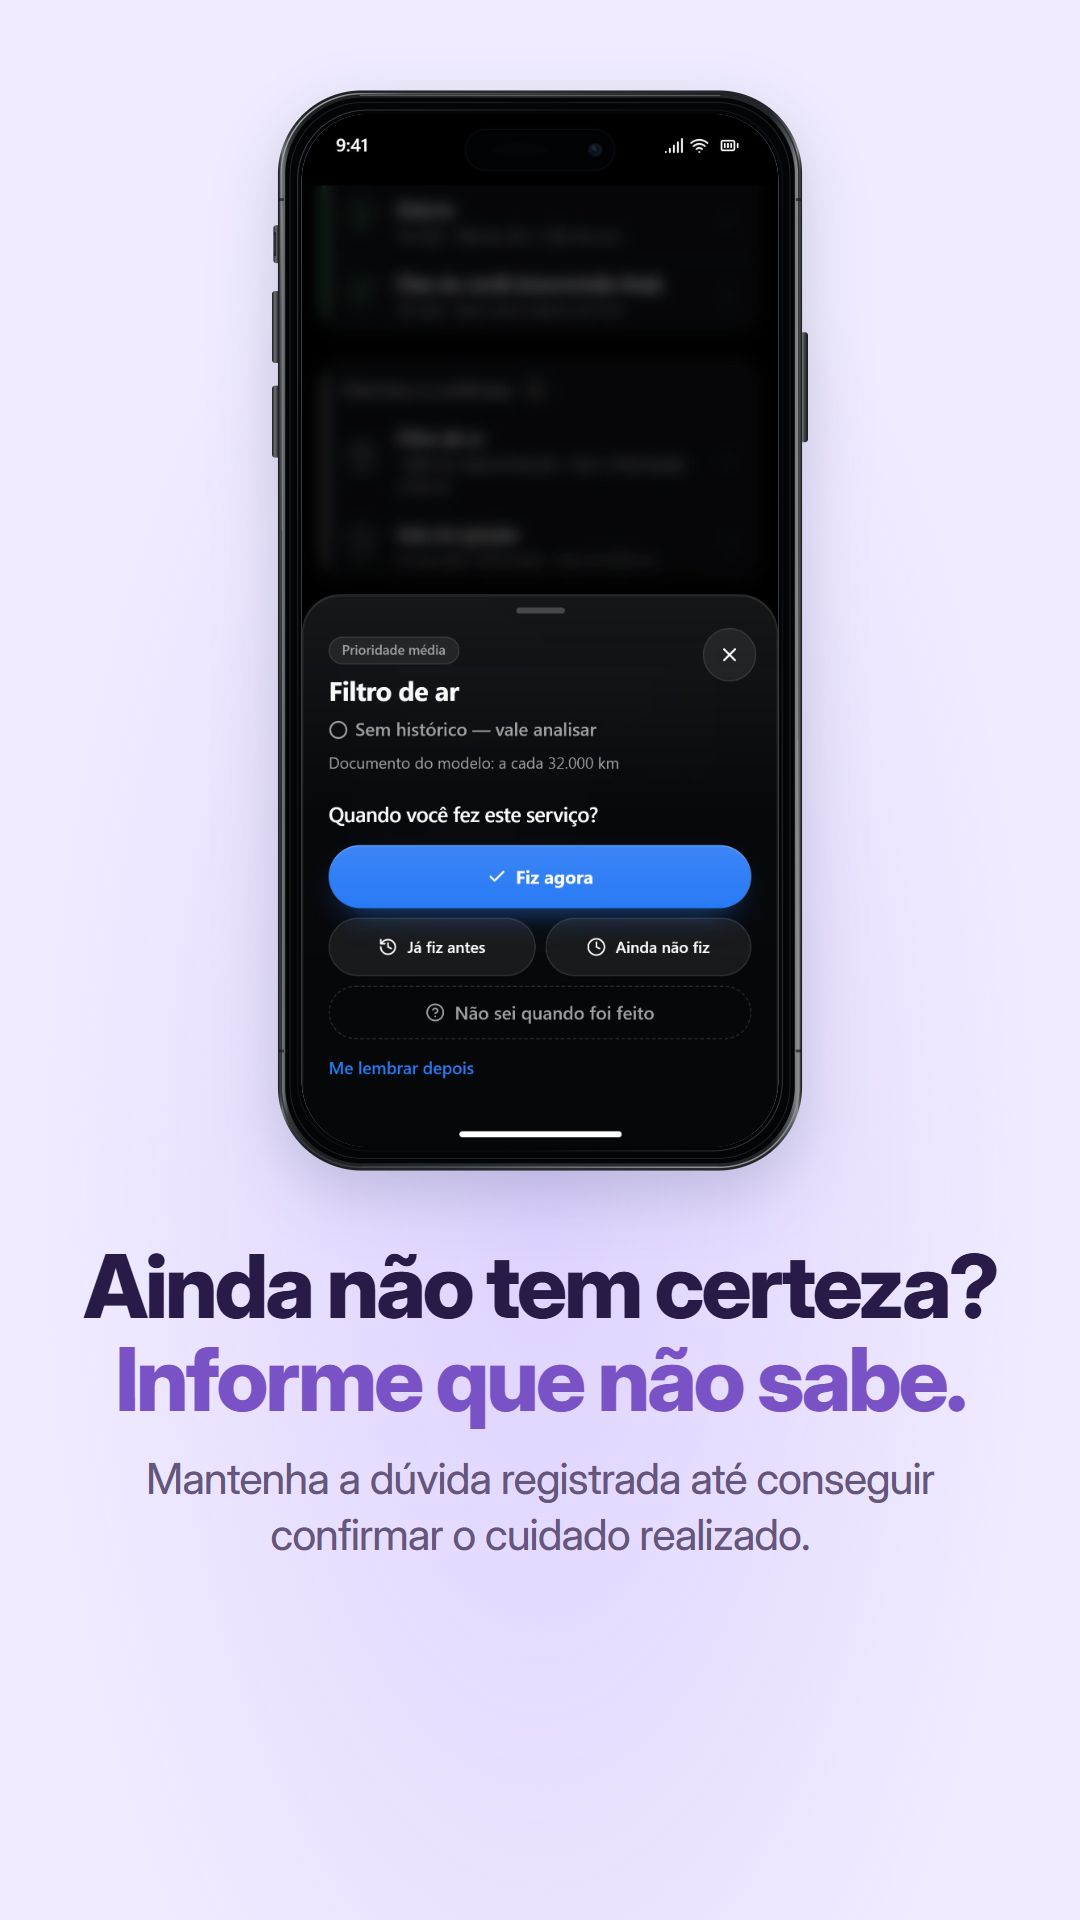 9:41
Prioridade média
Filtro de ar
Sem histórico — vale analisar
Documento do modelo: a cada 32.000 km
Quando você fez este serviço?
Fiz agora
Já fiz antes
Ainda não fiz
Não sei quando foi feito
Me lembrar depois
Ainda não tem certeza?
Informe que não sabe.
Mantenha a dúvida registrada até conseguir
confirmar o cuidado realizado.